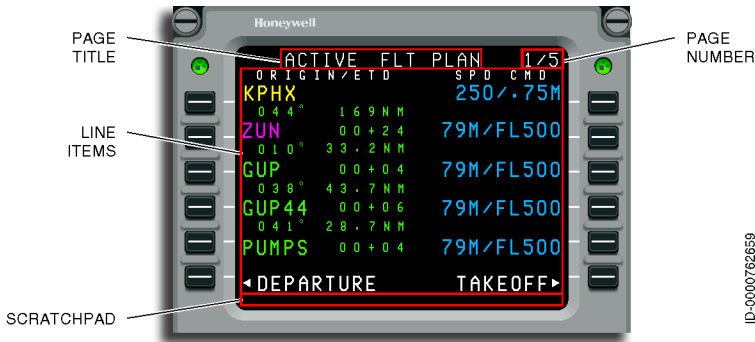 Honeywell
PAGE TITLE
ACTIVE FLT PLAN 1/5
PAGE NUMBER
ORIGIN/ETD SPD CMD
KPHX 250/.75M
044° 169NM
LINE ITEMS
ZUN 00+24 79M/FL500
010° 33.2NM
GUP 00+04 79M/FL500
038° 43.7NM
GUP44 00+06 79M/FL500
041° 28.7NM
PUMPS 00+04 79M/FL500
◄DEPARTURE TAKEOFF►
SCRATCHPAD
ID-0000762659